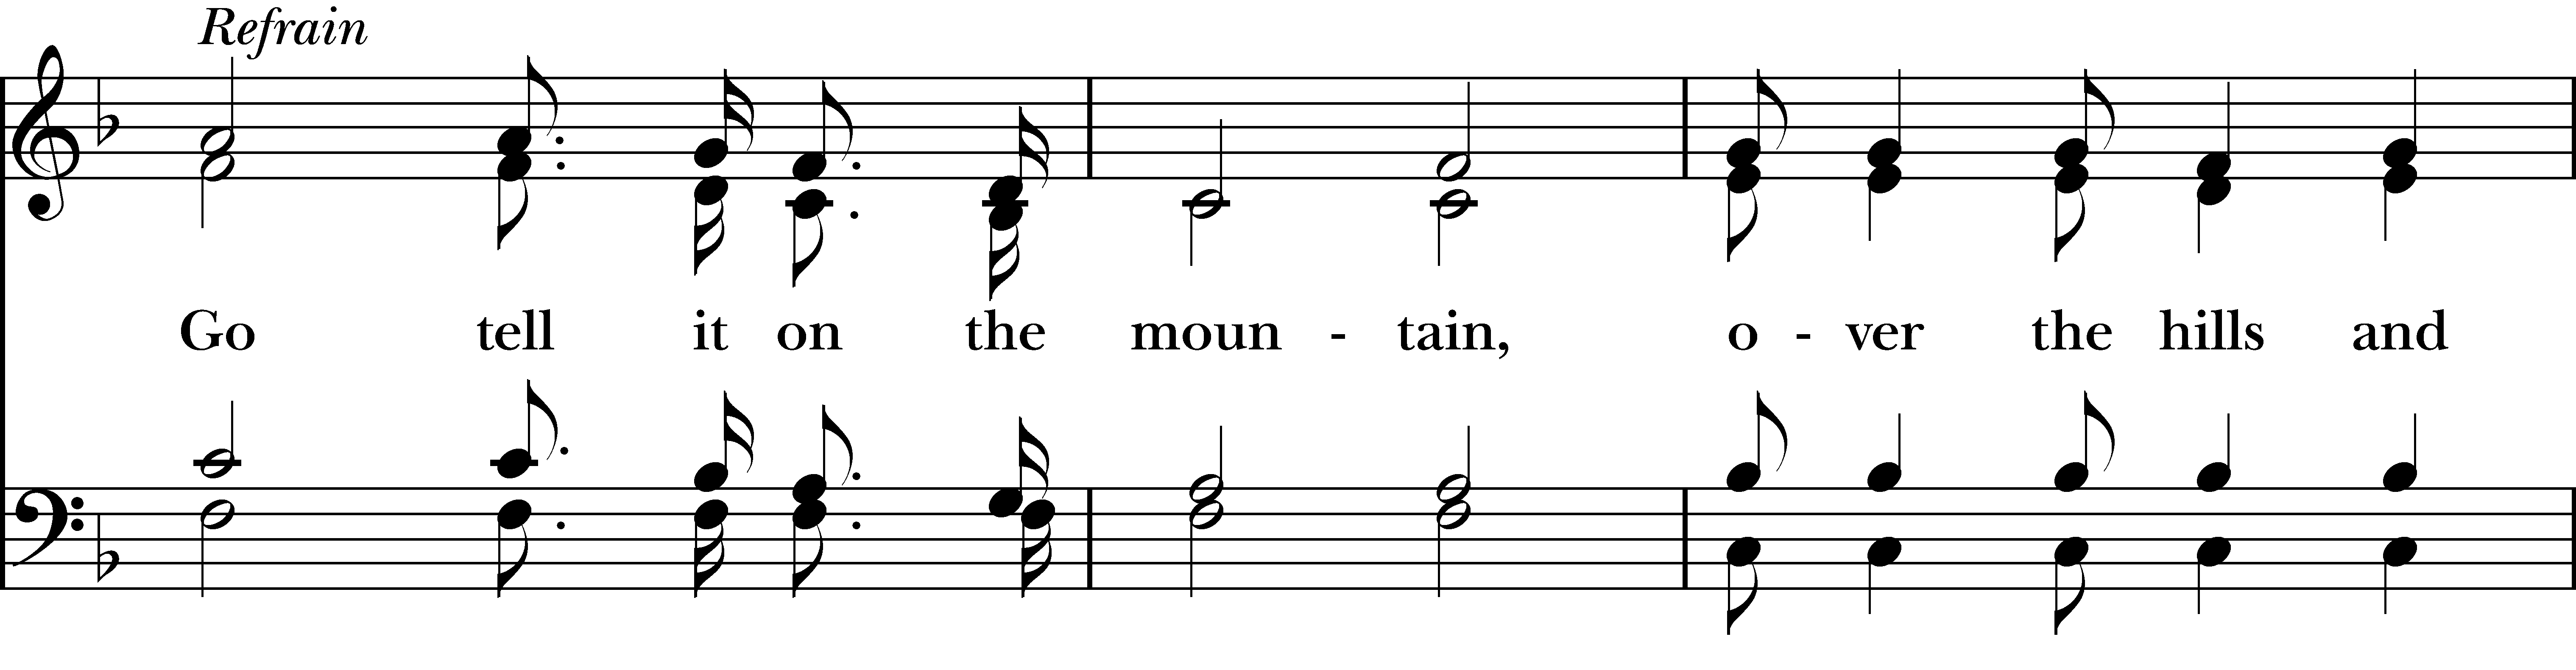 Refrain
Go tell it on the moun - tain, o - ver the hills and